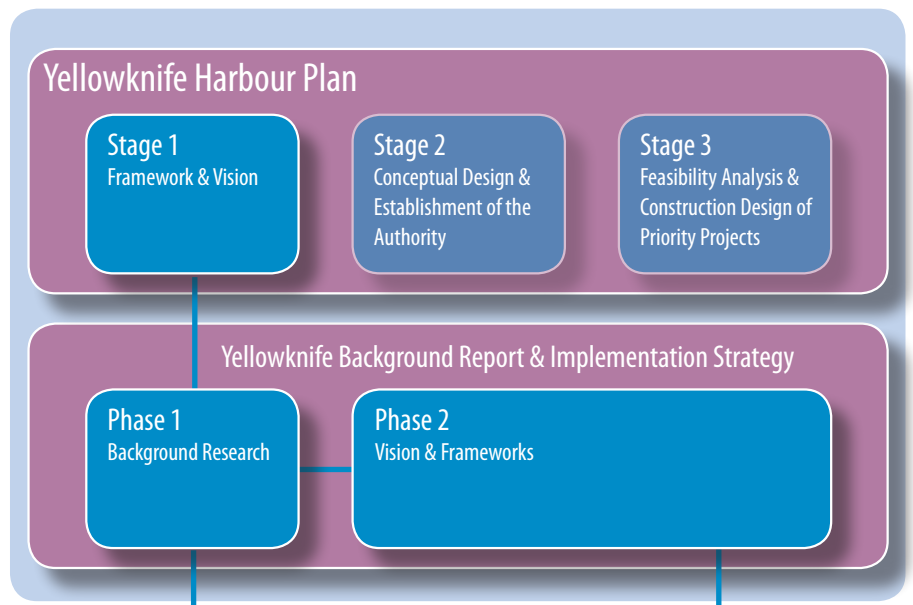 Yellowknife Harbour Plan
Stage 1
Framework & Vision
Stage 2
Conceptual Design &
Establishment of the
Authority
Stage 3
Feasibility Analysis &
Construction Design of
Priority Projects
Yellowknife Background Report & Implementation Strategy
Phase 1
Background Research
Phase 2
Vision & Frameworks